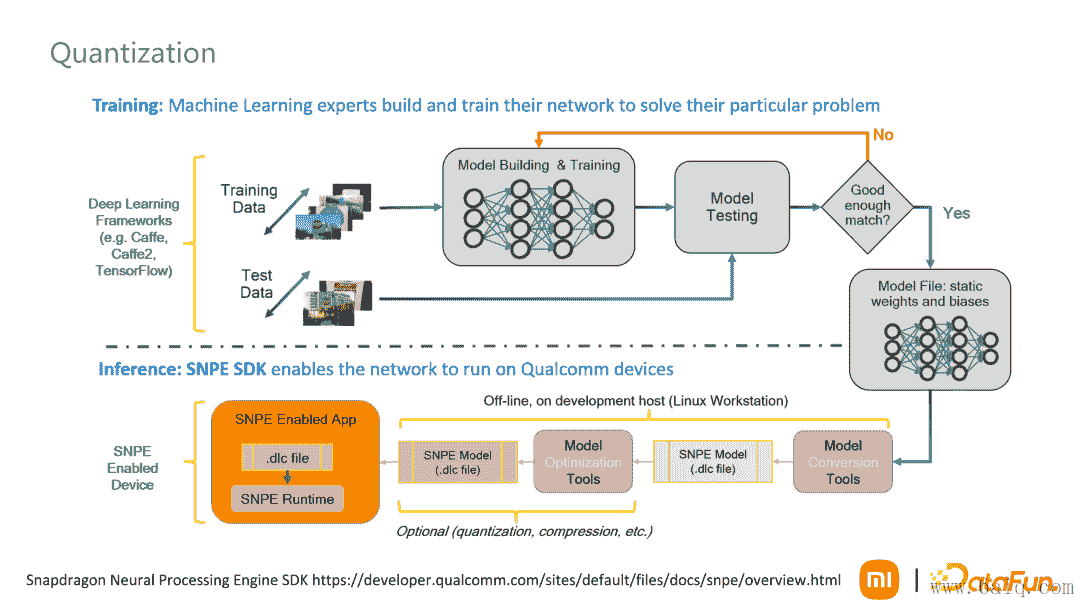 Quantization
Training: Machine Learning experts build and train their network to solve their particular problem
No
Deep Learning
Frameworks
(e.g. Caffe,
Caffe2,
TensorFlow)
Training
Data
Test
Data
Model Building & Training
Model
Testing
Good
enough
match?
Yes
Model File: static
weights and biases
Inference: SNPE SDK enables the network to run on Qualcomm devices
Off-line, on development host (Linux Workstation)
SNPE
Enabled
Device
SNPE Enabled App
.dlc file
SNPE Runtime
SNPE Model
(.dlc file)
Model
Optimization
Tools
SNPE Model
(.dlc file)
Model
Conversion
Tools
Optional (quantization, compression, etc.)
Snapdragon Neural Processing Engine SDK https://developer.qualcomm.com/sites/default/files/docs/snpe/overview.html
mi
DataFun